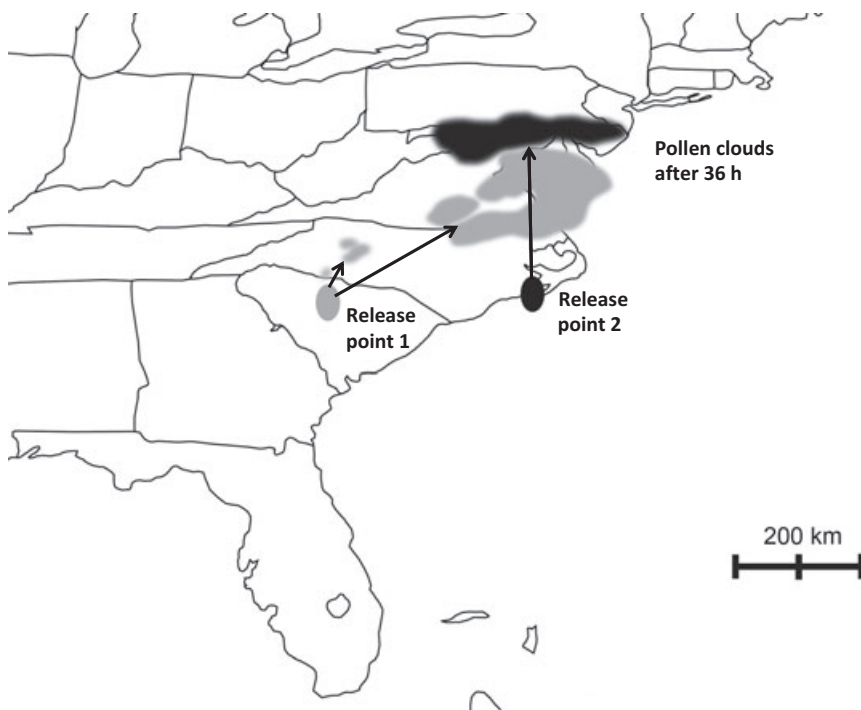 Pollen clouds
after 36 h
Release
point 1
Release
point 2
200 km